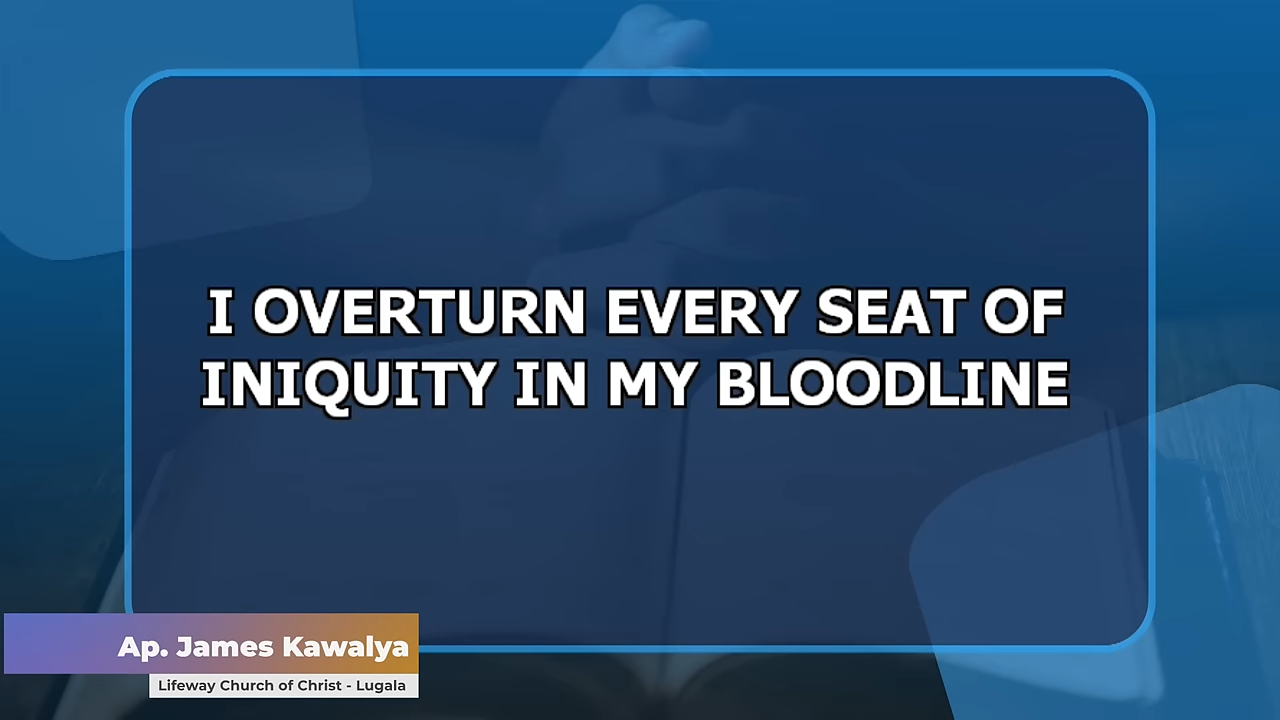 I OVERTURN EVERY SEAT OF
INIQUITY IN MY BLOODLINE
Ap. James Kawalya
Lifeway Church of Christ - Lugala